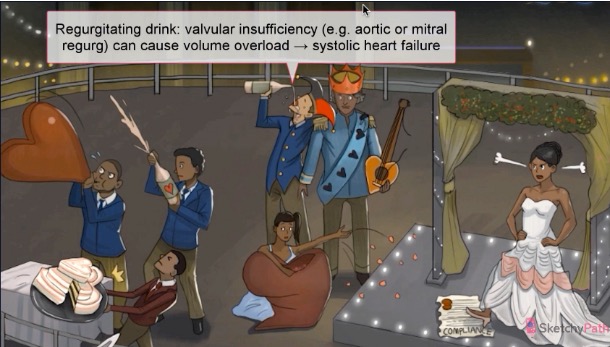 Regurgitating drink: valvular insufficiency (e.g. aortic or mitral
regurg) can cause volume overload → systolic heart failure
COMPLIANCE
SketchyPath